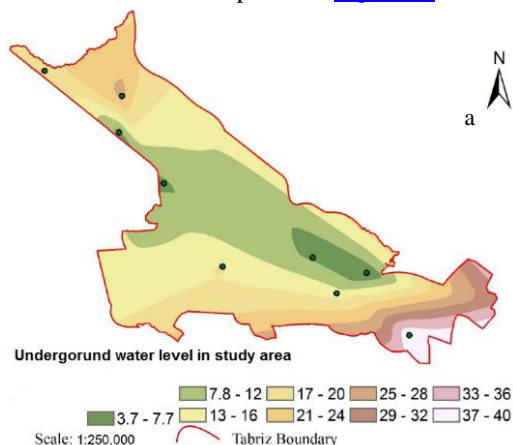 N
a
Undergorund water level in study area
7.8 - 12 17 - 20 25 - 28 33 - 36
3.7 - 7.7 13 - 16 21 - 24 29 - 32 37 - 40
Scale: 1:250,000 Tabriz Boundary